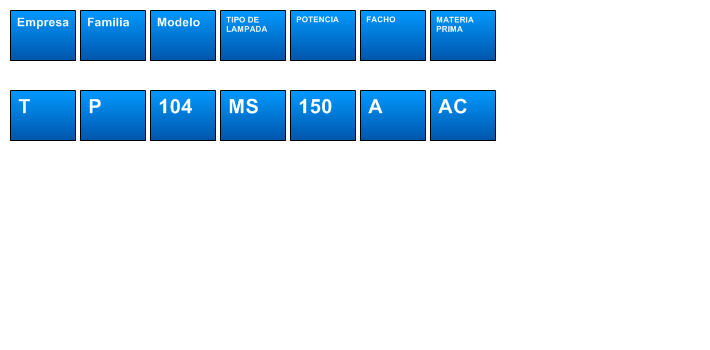 Empresa Familia Modelo TIPO DE LAMPADA POTENCIA FACHO MATERIA PRIMA
T P 104 MS 150 A AC